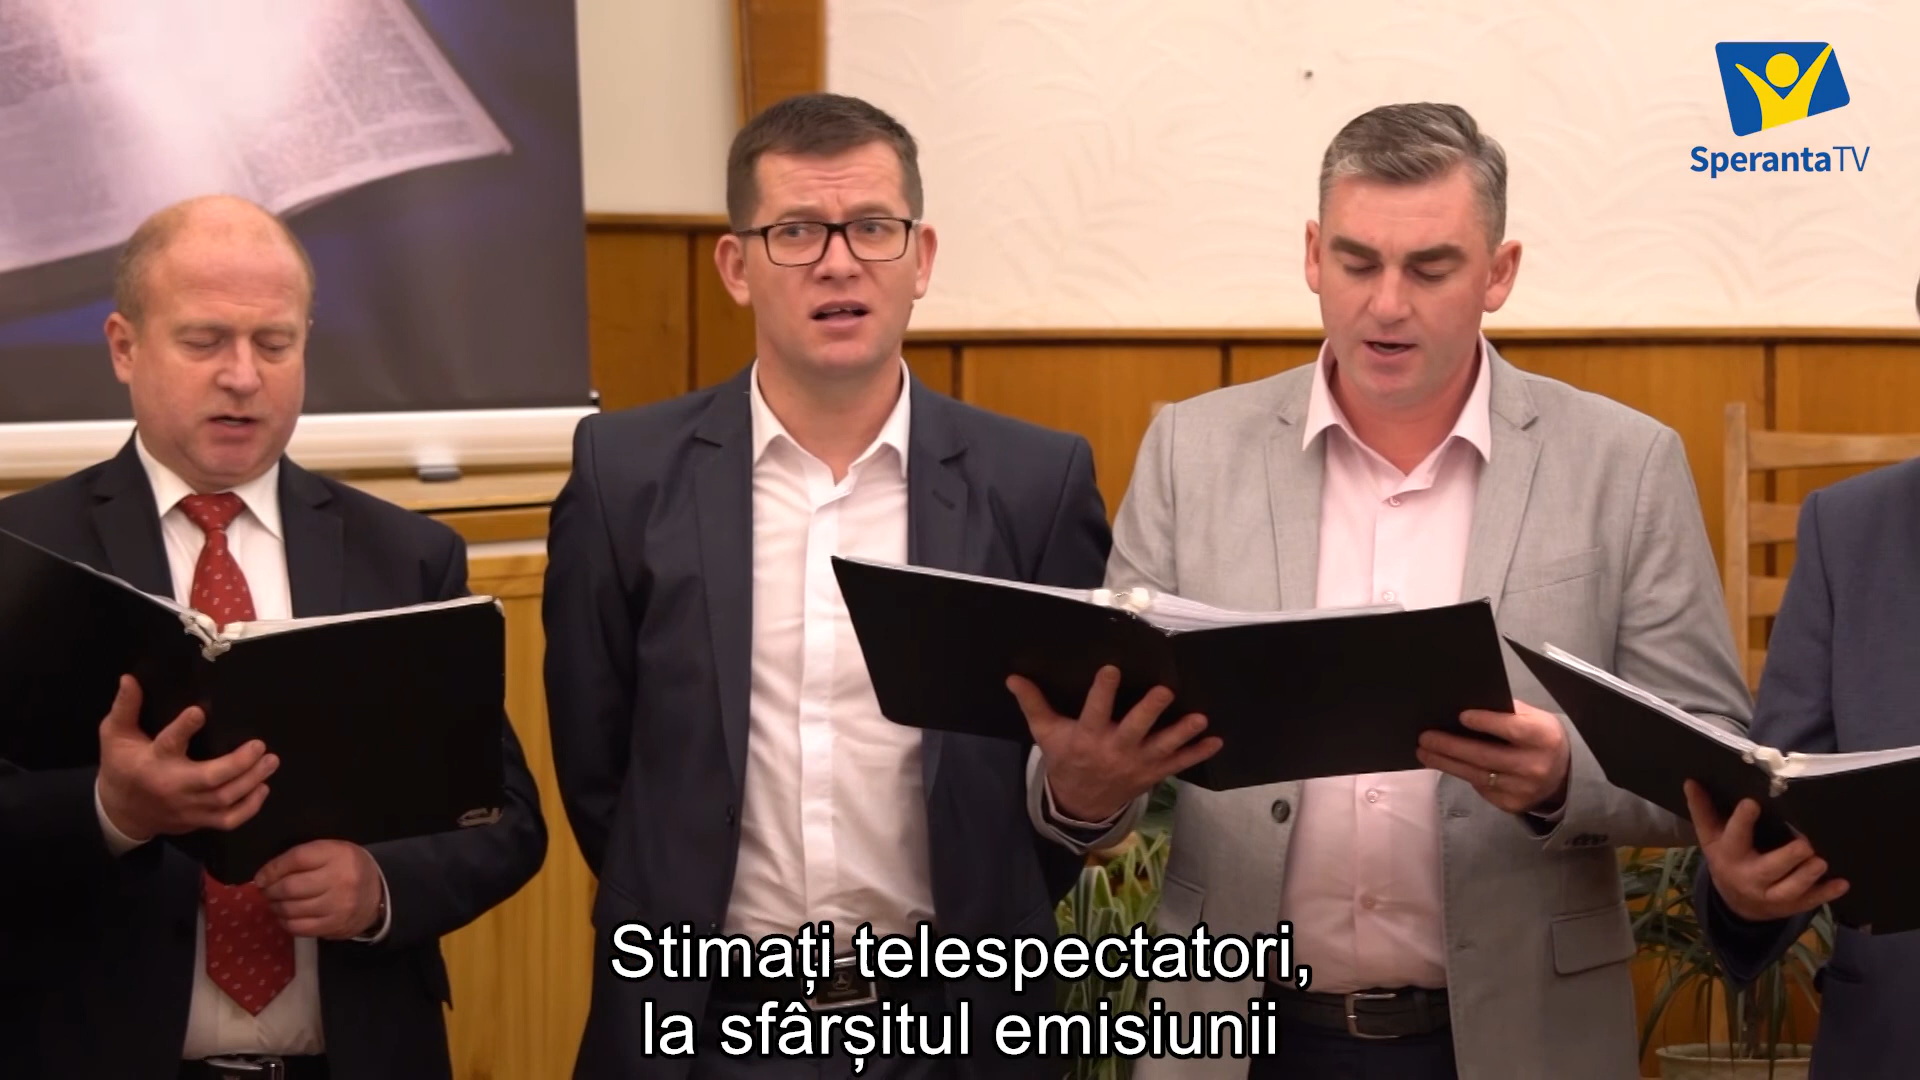 SperantaTV
Stimați telespectatori,
la sfârșitul emisiunii